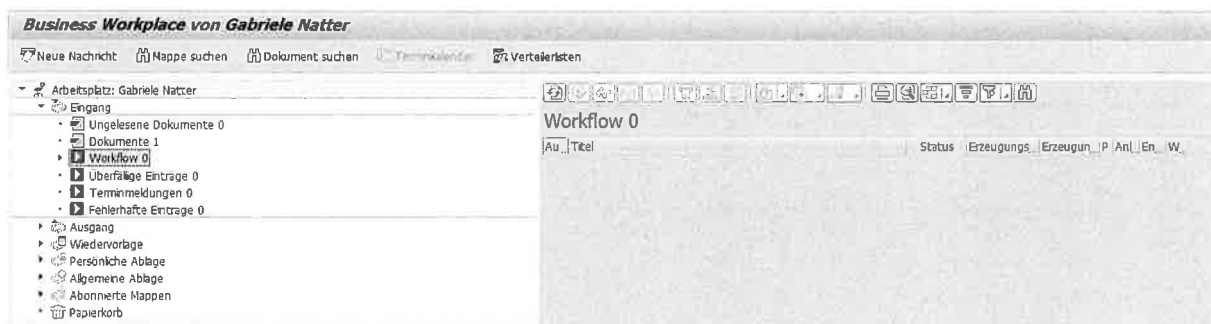 Business Workplace von Gabriele Natter
Neue Nachricht Mappe suchen Dokument suchen Terminkalender Verteilerlisten
Arbeitsplatz: Gabriele Natter
Eingang
Ungelesene Dokumente 0
Dokumente 1
Workflow 0
Überfällige Einträge 0
Terminmeldungen 0
Fehlerhafte Einträge 0
Ausgang
Wiedervorlage
Persönliche Ablage
Allgemeine Ablage
Abonnierte Mappen
Papierkorb
Workflow 0
Au... Titel Status Erzeugungs... Erzeugun... P Anl... En... W...